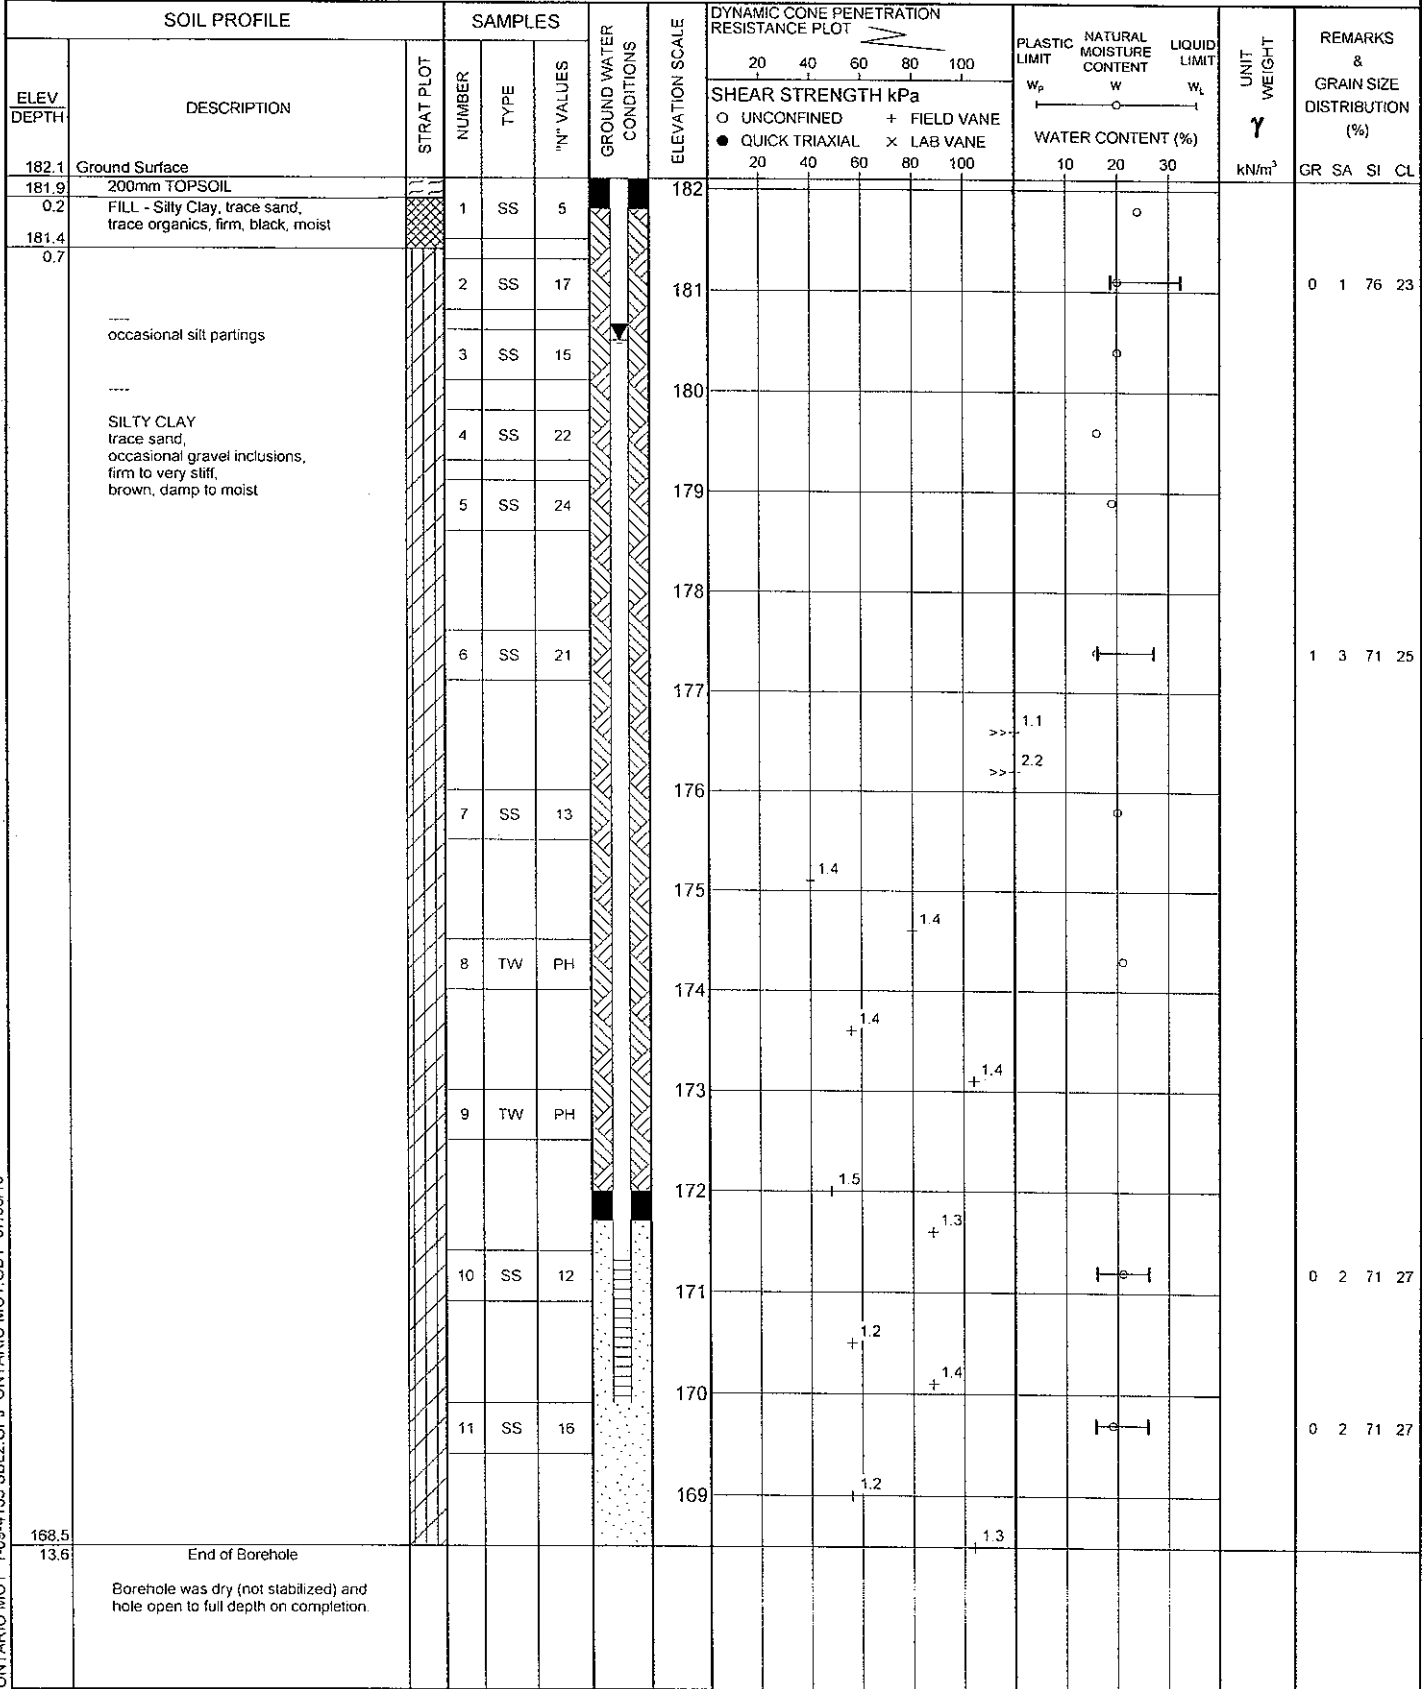 SOIL PROFILE
SAMPLES
GROUND WATER CONDITIONS
ELEVATION SCALE
DYNAMIC CONE PENETRATION
RESISTANCE PLOT
20 40 60 80 100
SHEAR STRENGTH kPa
O UNCONFINED + FIELD VANE
● QUICK TRIAXIAL × LAB VANE
20 40 60 80 100
PLASTIC LIMIT
NATURAL MOISTURE CONTENT
LIQUID LIMIT
WP W WL
WATER CONTENT (%)
10 20 30
UNIT WEIGHT
γ
kN/m³
REMARKS
&
GRAIN SIZE
DISTRIBUTION
(%)
GR SA SI CL
ELEV
DEPTH
DESCRIPTION
STRAT PLOT
NUMBER
TYPE
"N" VALUES
182.1 Ground Surface
181.9 200mm TOPSOIL
0.2 FILL - Silty Clay, trace sand,
trace organics, firm, black, moist
181.4
0.7
----
occasional silt partings
----
SILTY CLAY
trace sand,
occasional gravel inclusions,
firm to very stiff,
brown, damp to moist
168.5
13.6 End of Borehole
Borehole was dry (not stabilized) and
hole open to full depth on completion.
1 SS 5
2 SS 17
3 SS 15
4 SS 22
5 SS 24
6 SS 21
7 SS 13
8 TW PH
9 TW PH
10 SS 12
11 SS 16
182
181
180
179
178
177
176
175
174
173
172
171
170
169
>> 1.1
>> 2.2
1.4
1.4
1.4
1.4
1.5
1.3
1.2
1.4
1.2
1.3
0 1 76 23
1 3 71 25
0 2 71 27
0 2 71 27